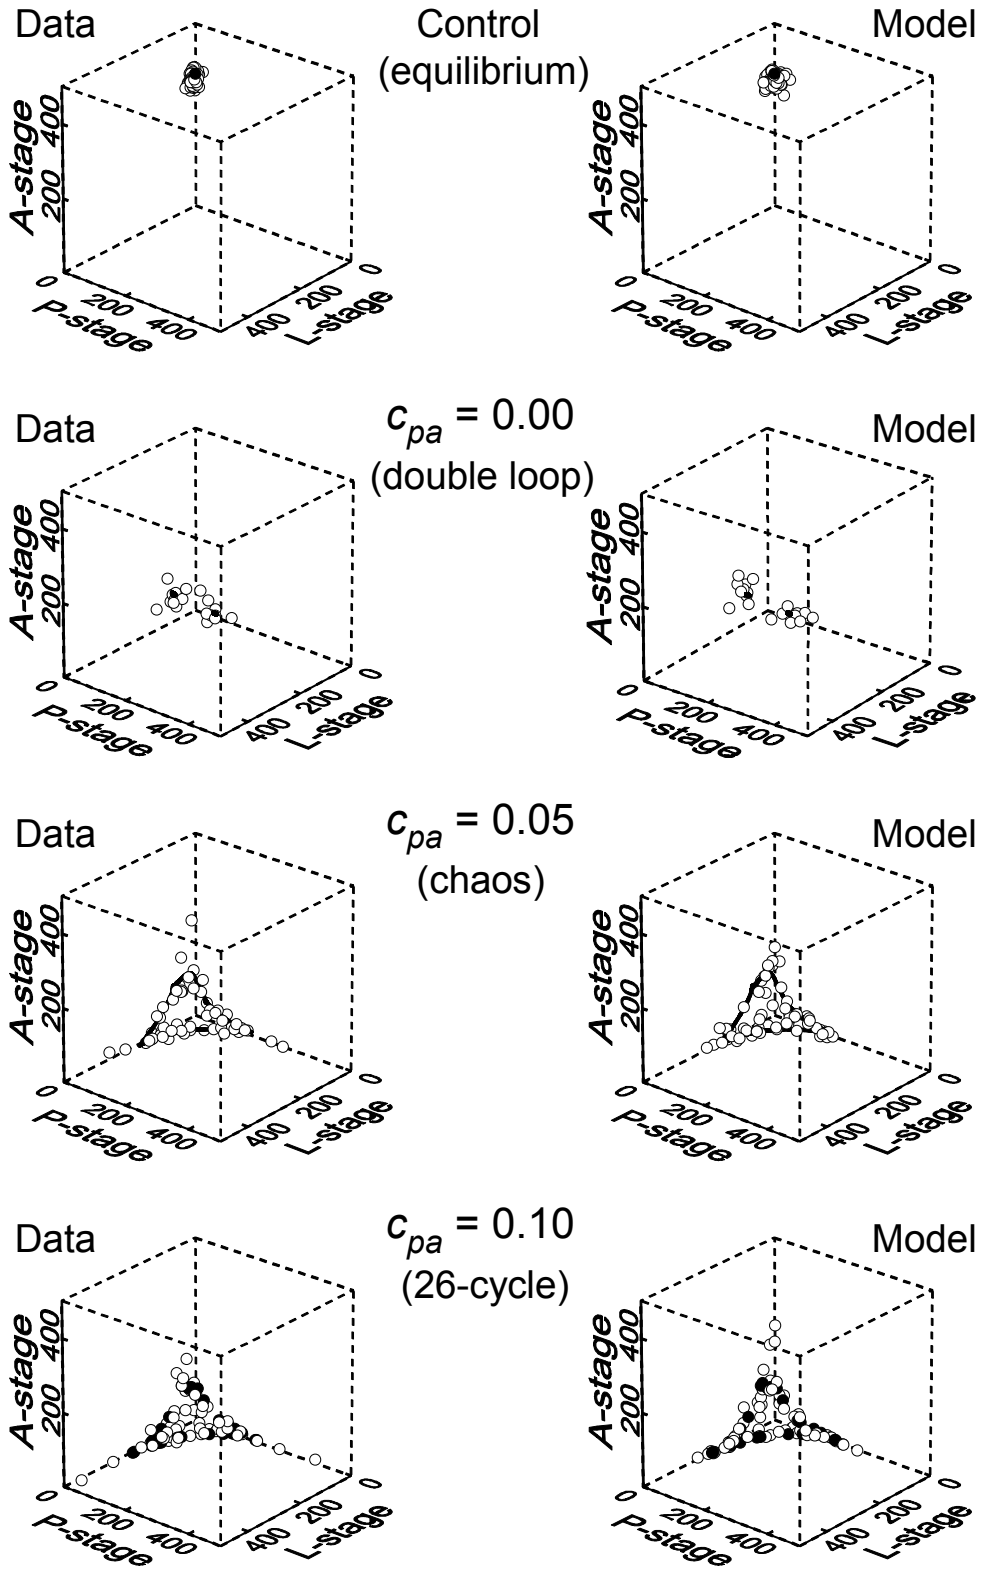 Data Control Model
(equilibrium)
A-stage 200 400
0 200 400 P-stage
400 200 0 L-stage
A-stage 200 400
0 200 400 P-stage
400 200 0 L-stage
Data cpa = 0.00 Model
(double loop)
A-stage 200 400
0 200 400 P-stage
400 200 0 L-stage
A-stage 200 400
0 200 400 P-stage
400 200 0 L-stage
Data cpa = 0.05 Model
(chaos)
A-stage 200 400
0 200 400 P-stage
400 200 0 L-stage
A-stage 200 400
0 200 400 P-stage
400 200 0 L-stage
Data cpa = 0.10 Model
(26-cycle)
A-stage 200 400
0 200 400 P-stage
400 200 0 L-stage
A-stage 200 400
0 200 400 P-stage
400 200 0 L-stage